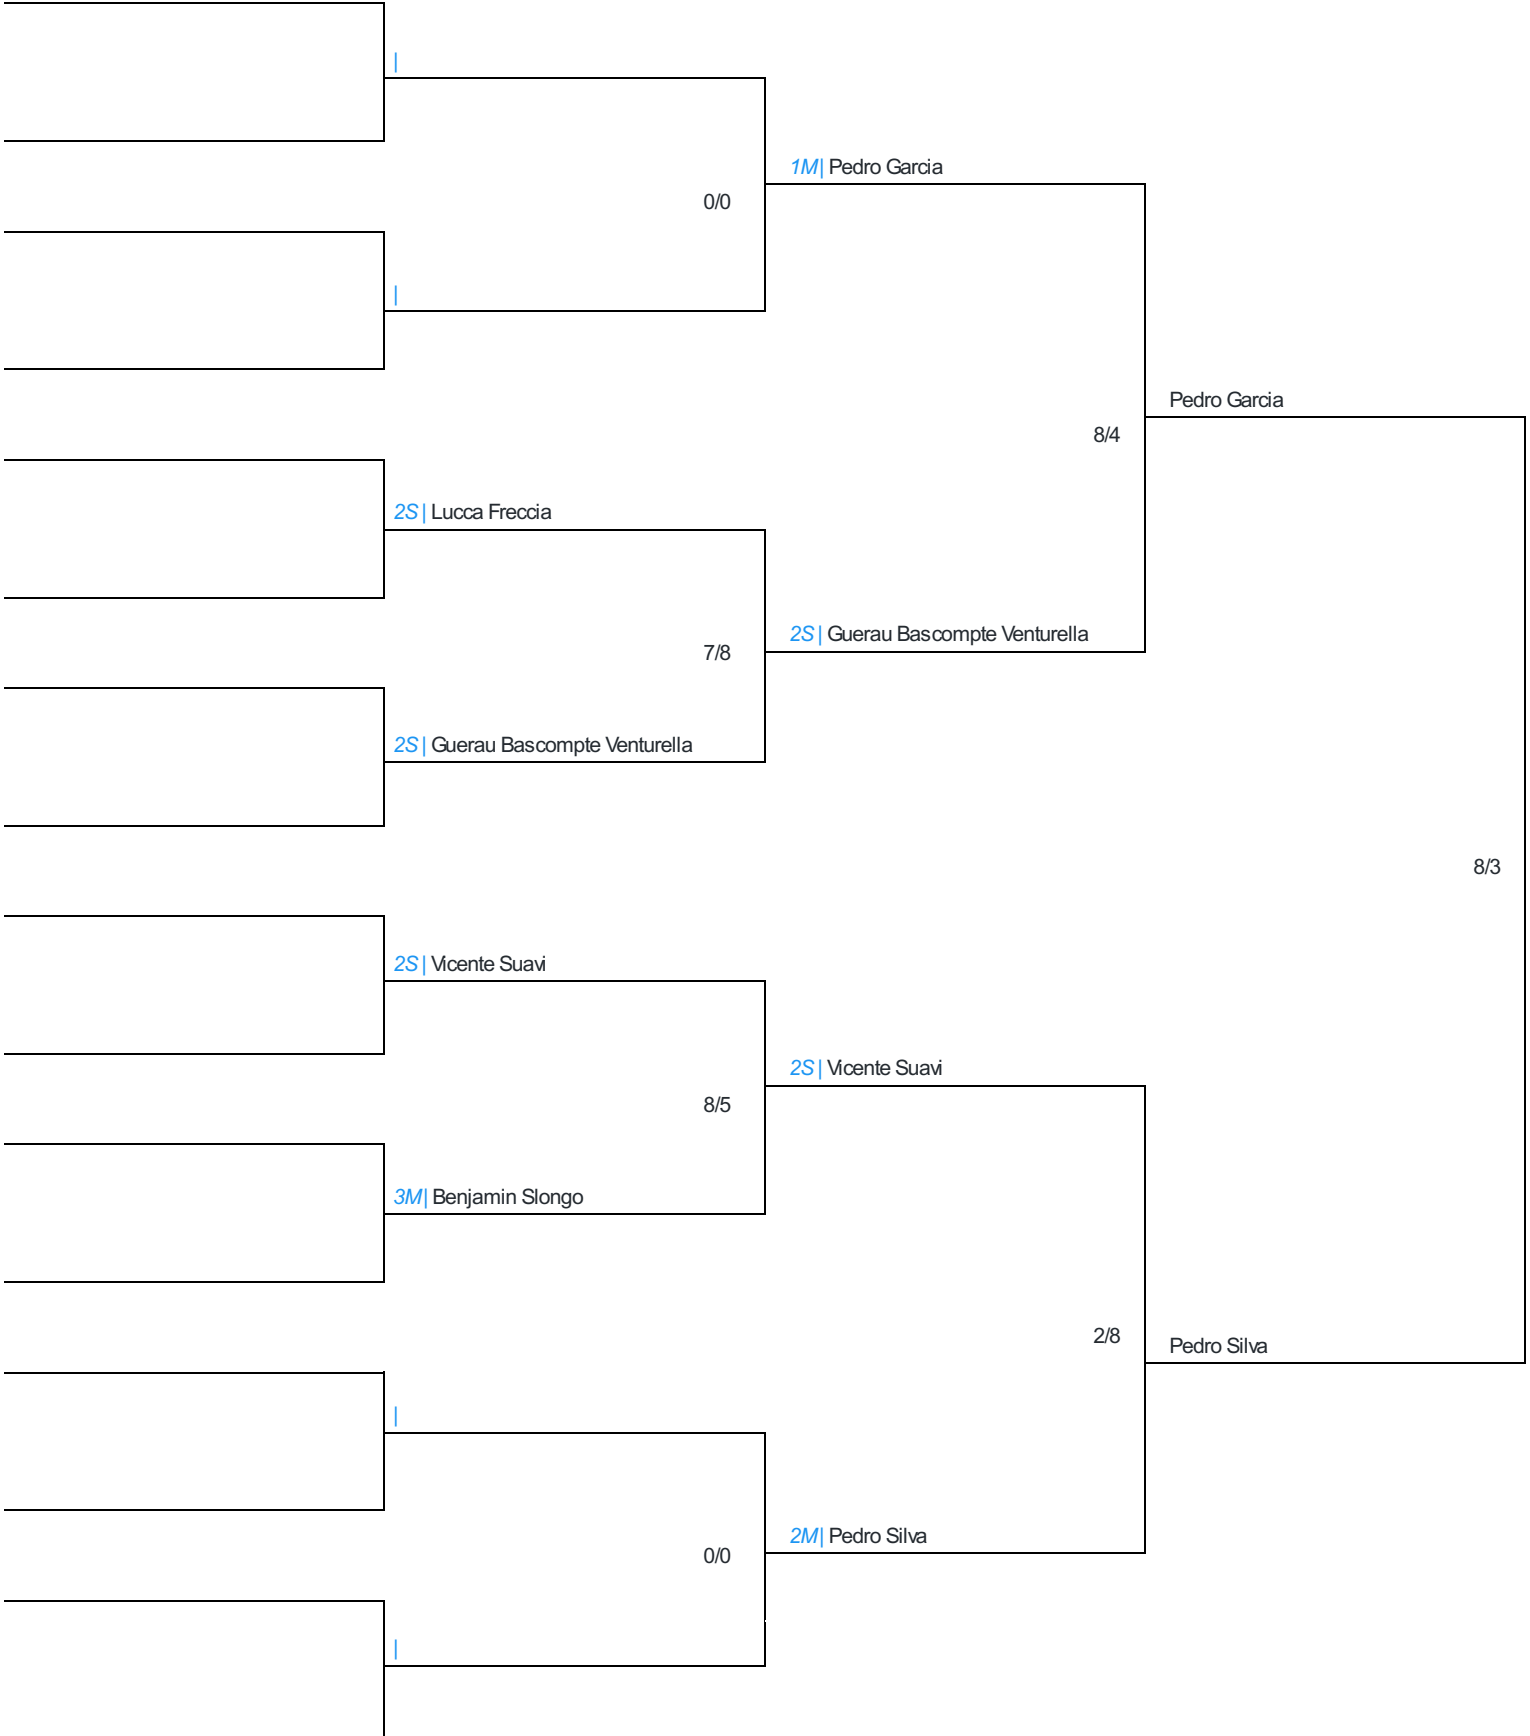 |
1M| Pedro Garcia
0/0
|
Pedro Garcia
8/4
2S| Lucca Freccia
2S| Guerau Bascompte Venturella
7/8
2S| Guerau Bascompte Venturella
8/3
2S| Vicente Suavi
2S| Vicente Suavi
8/5
3M| Benjamin Slongo
2/8
Pedro Silva
|
2M| Pedro Silva
0/0
|